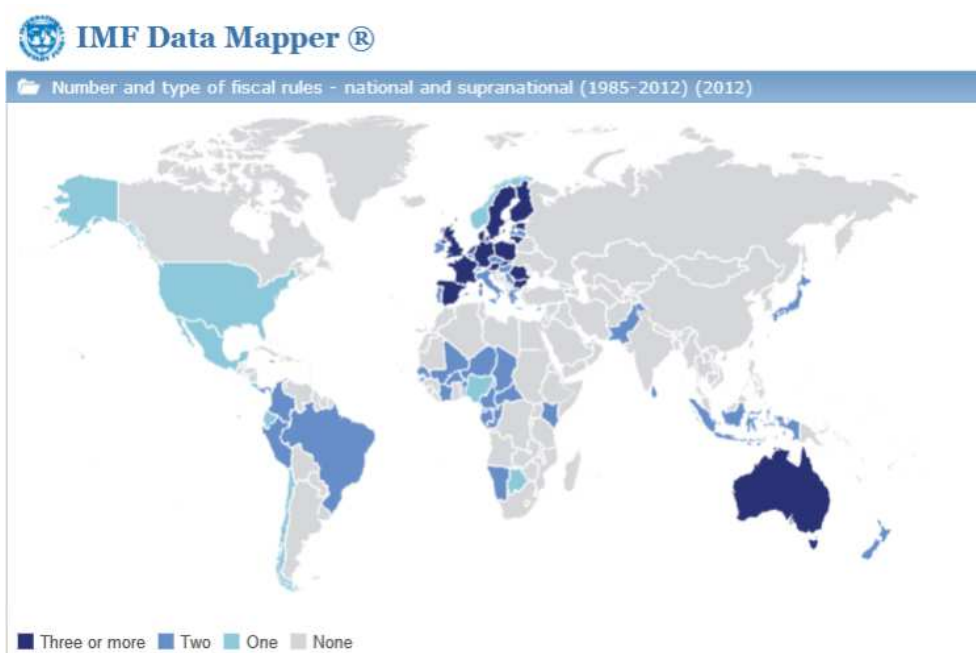 IMF Data Mapper ®
Number and type of fiscal rules - national and supranational (1985-2012) (2012)
Three or more Two One None